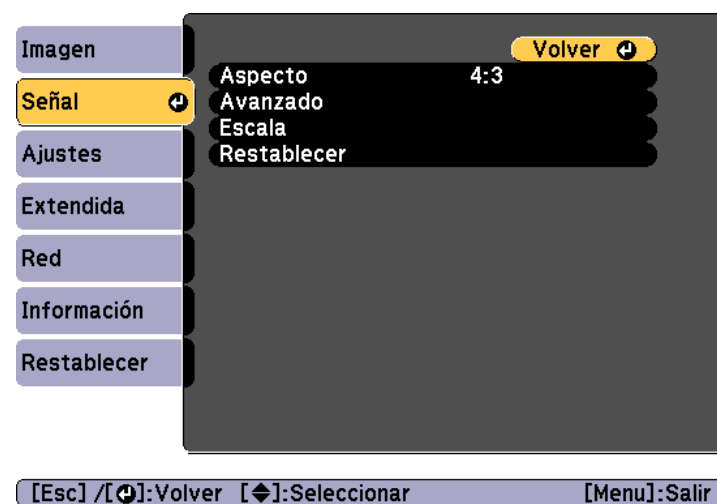 Imagen
Señal
Ajustes
Extendida
Red
Información
Restablecer
Volver
Aspecto 4:3
Avanzado
Escala
Restablecer
[Esc] /[ ]:Volver [ ]:Seleccionar [Menu]:Salir